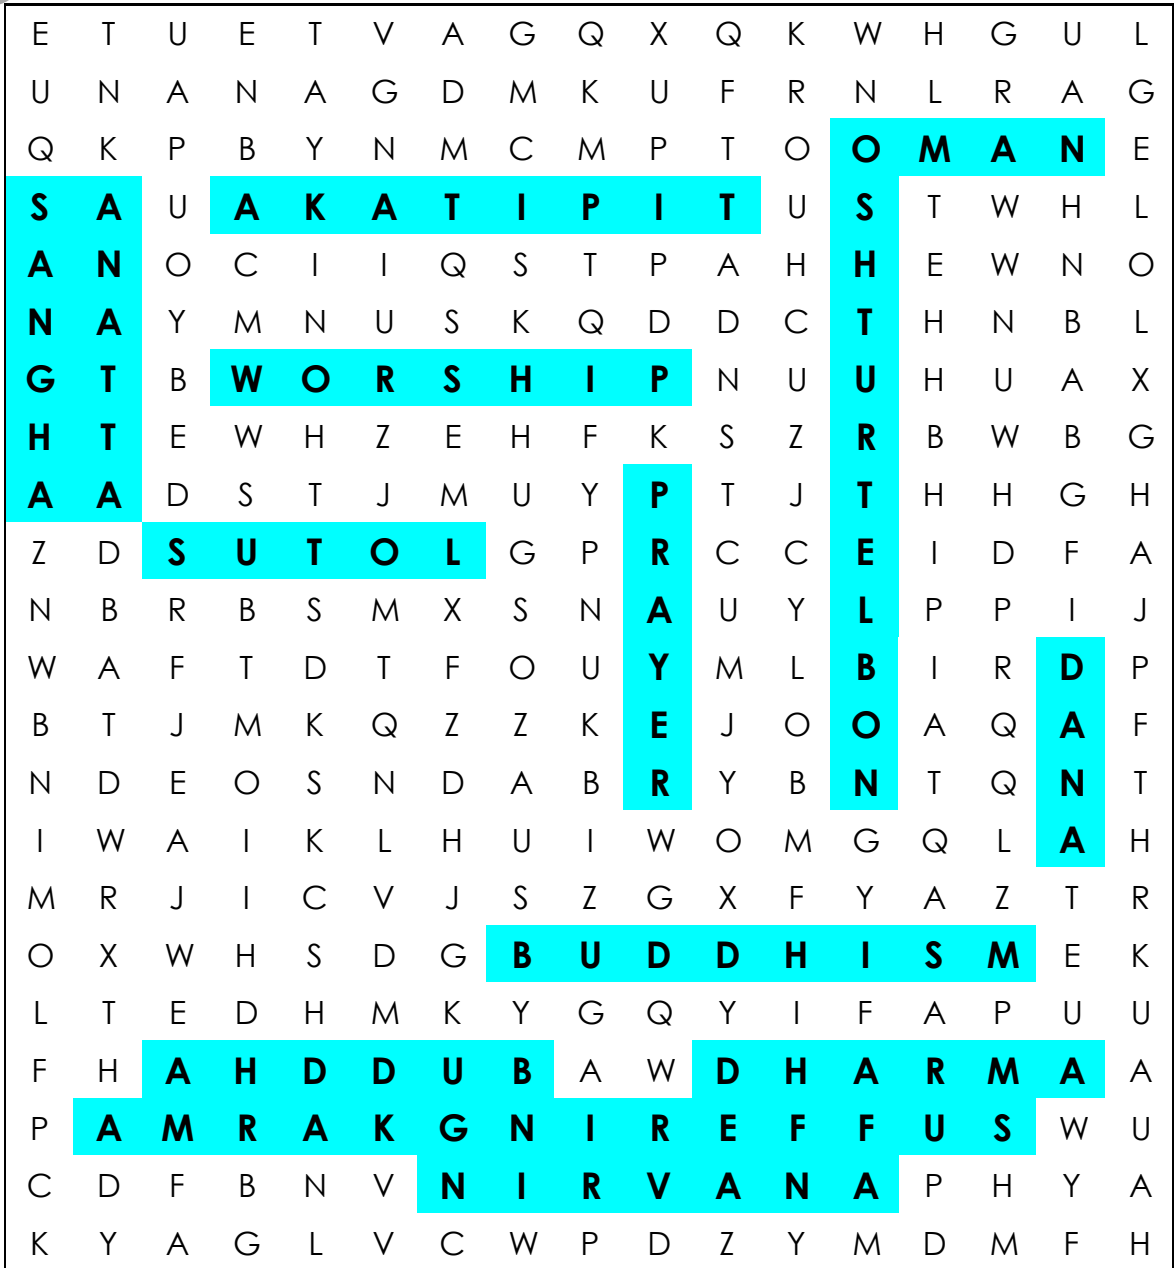 E T U E T V A G Q X Q K W H G U L
U N A N A G D M K U F R N L R A G
Q K P B Y N M C M P T O O M A N E
S A U A K A T I P I T U S T W H L
A N O C I I Q S T P A H H E W N O
N A Y M N U S K Q D D C T H N B L
G T B W O R S H I P N U U H U A X
H T E W H Z E H F K S Z R B W B G
A A D S T J M U Y P T J T H H G H
Z D S U T O L G P R C C E I D F A
N B R B S M X S N A U Y L P P I J
W A F T D T F O U Y M L B I R D P
B T J M K Q Z Z K E J O O A Q A F
N D E O S N D A B R Y B N T Q N T
I W A I K L H U I W O M G Q L A H
M R J I C V J S Z G X F Y A Z T R
O X W H S D G B U D D H I S M E K
L T E D H M K Y G Q Y I F A P U U
F H A H D D U B A W D H A R M A A
P A M R A K G N I R E F F U S W U
C D F B N V N I R V A N A P H Y A
K Y A G L V C W P D Z Y M D M F H